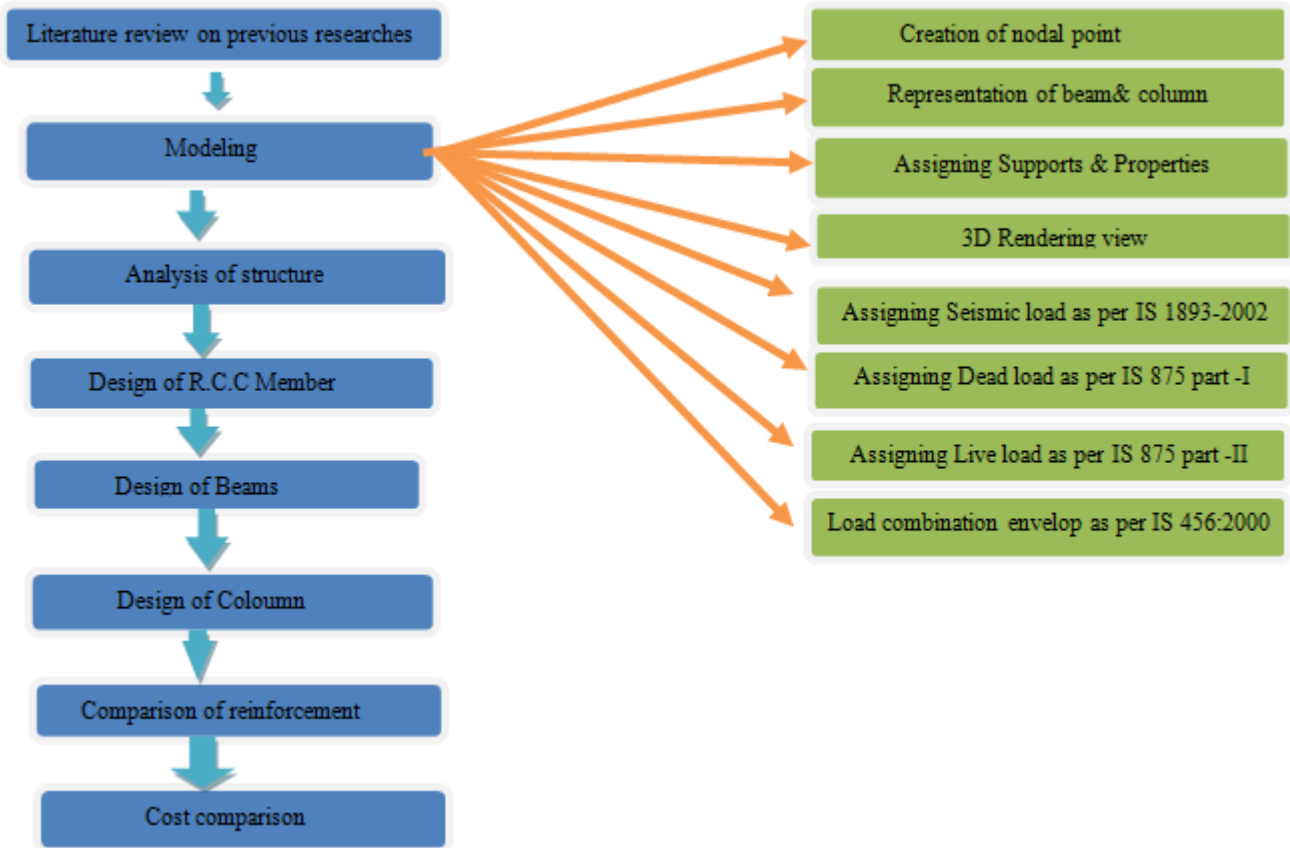 Literature review on previous researches
Modeling
Analysis of structure
Design of R.C.C Member
Design of Beams
Design of Coloumn
Comparison of reinforcement
Cost comparison
Creation of nodal point
Representation of beam& column
Assigning Supports & Properties
3D Rendering view
Assigning Seismic load as per IS 1893-2002
Assigning Dead load as per IS 875 part -I
Assigning Live load as per IS 875 part -II
Load combination envelop as per IS 456:2000